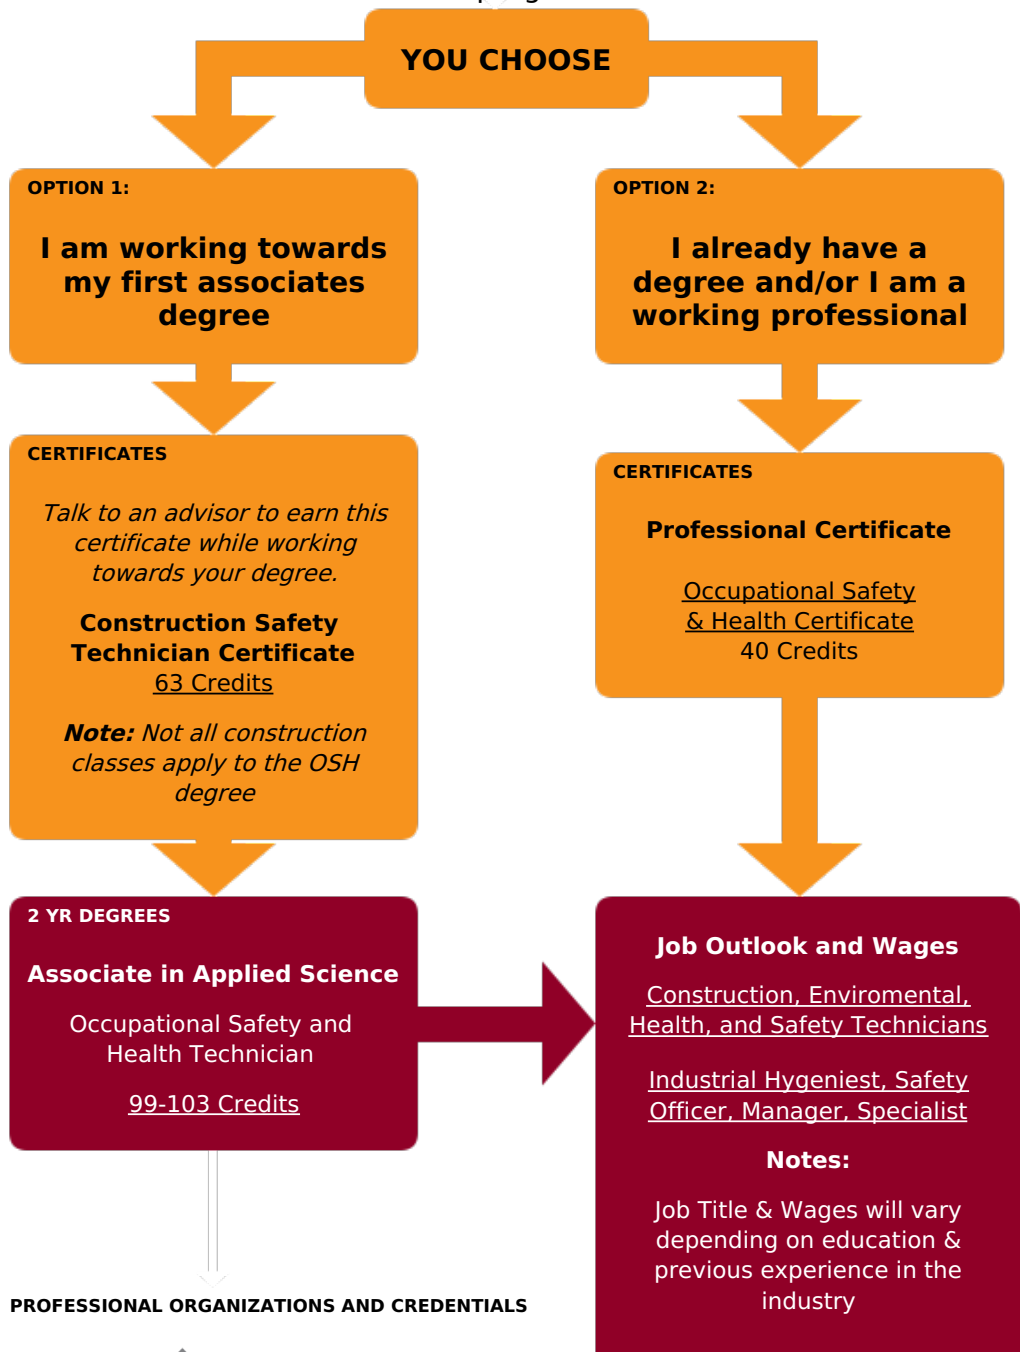 YOU CHOOSE
OPTION 1:
I am working towards
my first associates
degree
OPTION 2:
I already have a
degree and/or I am a
working professional
CERTIFICATES
Talk to an advisor to earn this
certificate while working
towards your degree.
Construction Safety
Technician Certificate
63 Credits
Note: Not all construction
classes apply to the OSH
degree
CERTIFICATES
Professional Certificate
Occupational Safety
& Health Certificate
40 Credits
2 YR DEGREES
Associate in Applied Science
Occupational Safety and
Health Technician
99-103 Credits
Job Outlook and Wages
Construction, Enviromental,
Health, and Safety Technicians
Industrial Hygeniest, Safety
Officer, Manager, Specialist
Notes:
Job Title & Wages will vary
depending on education &
previous experience in the
industry
PROFESSIONAL ORGANIZATIONS AND CREDENTIALS